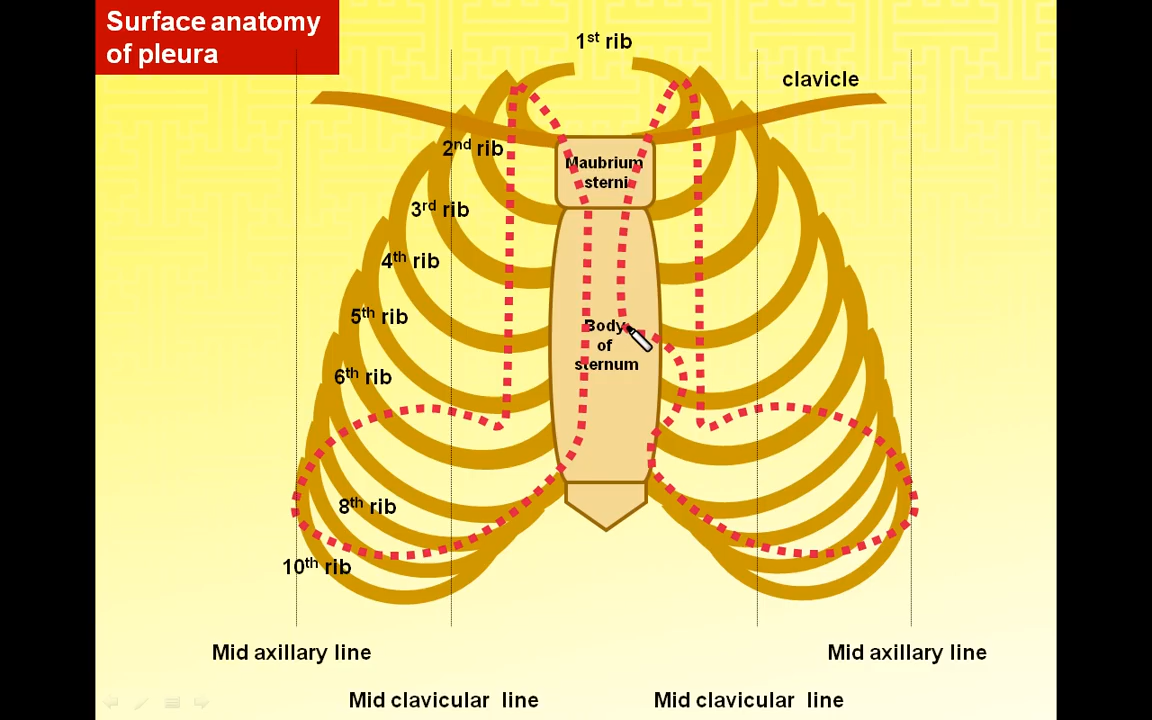 Surface anatomy
of pleura
1st rib
clavicle
2nd rib
Maubrium
sterni
3rd rib
4th rib
5th rib
Body
of
sternum
6th rib
8th rib
10th rib
Mid axillary line
Mid axillary line
Mid clavicular line
Mid clavicular line